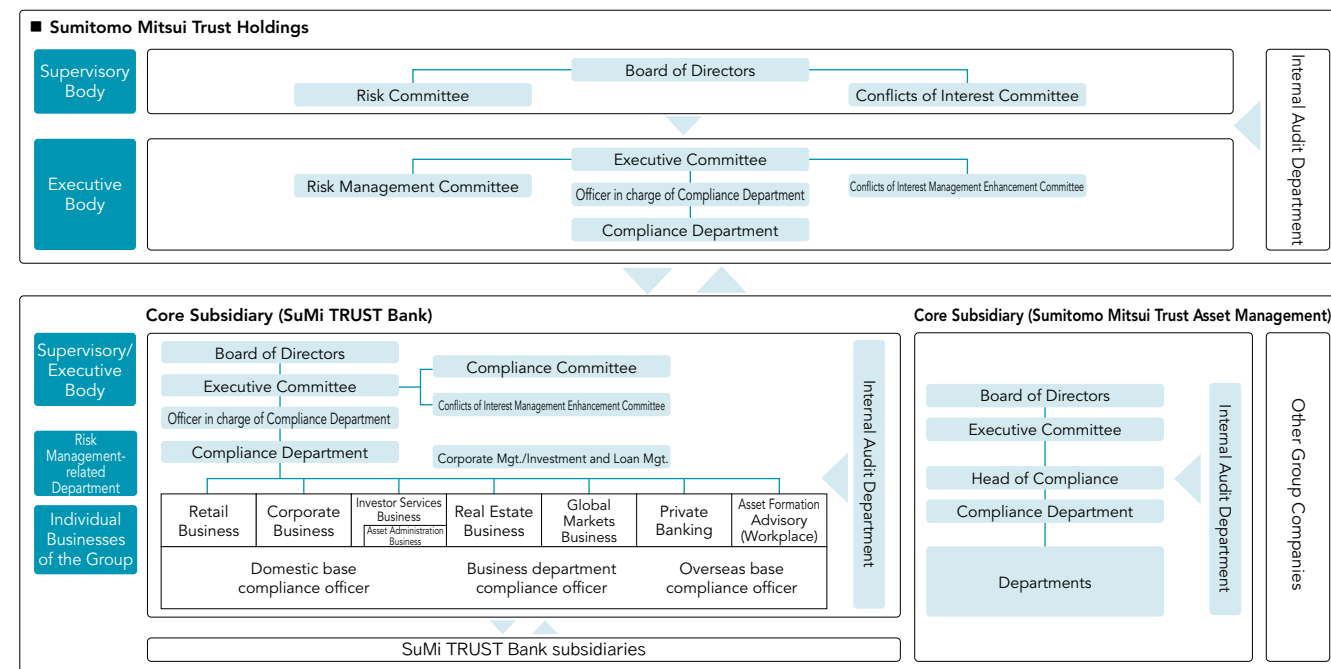 ■ Sumitomo Mitsui Trust Holdings
Supervisory
Body
Board of Directors
Risk Committee
Conflicts of Interest Committee
Internal Audit Department
Executive
Body
Executive Committee
Risk Management Committee
Officer in charge of Compliance Department
Conflicts of Interest Management Enhancement Committee
Compliance Department
Core Subsidiary (SuMi TRUST Bank)
Supervisory/
Executive
Body
Board of Directors
Executive Committee
Compliance Committee
Conflicts of Interest Management Enhancement Committee
Officer in charge of Compliance Department
Risk
Management-
related
Department
Compliance Department
Corporate Mgt./Investment and Loan Mgt.
Individual
Businesses
of the Group
Retail
Business
Corporate
Business
Investor Services
Business
Asset Administration
Business
Real Estate
Business
Global
Markets
Business
Private
Banking
Asset Formation
Advisory
(Workplace)
Domestic base
compliance officer
Business department
compliance officer
Overseas base
compliance officer
Internal Audit Department
SuMi TRUST Bank subsidiaries
Core Subsidiary (Sumitomo Mitsui Trust Asset Management)
Board of Directors
Executive Committee
Head of Compliance
Compliance Department
Departments
Internal Audit Department
Other Group Companies